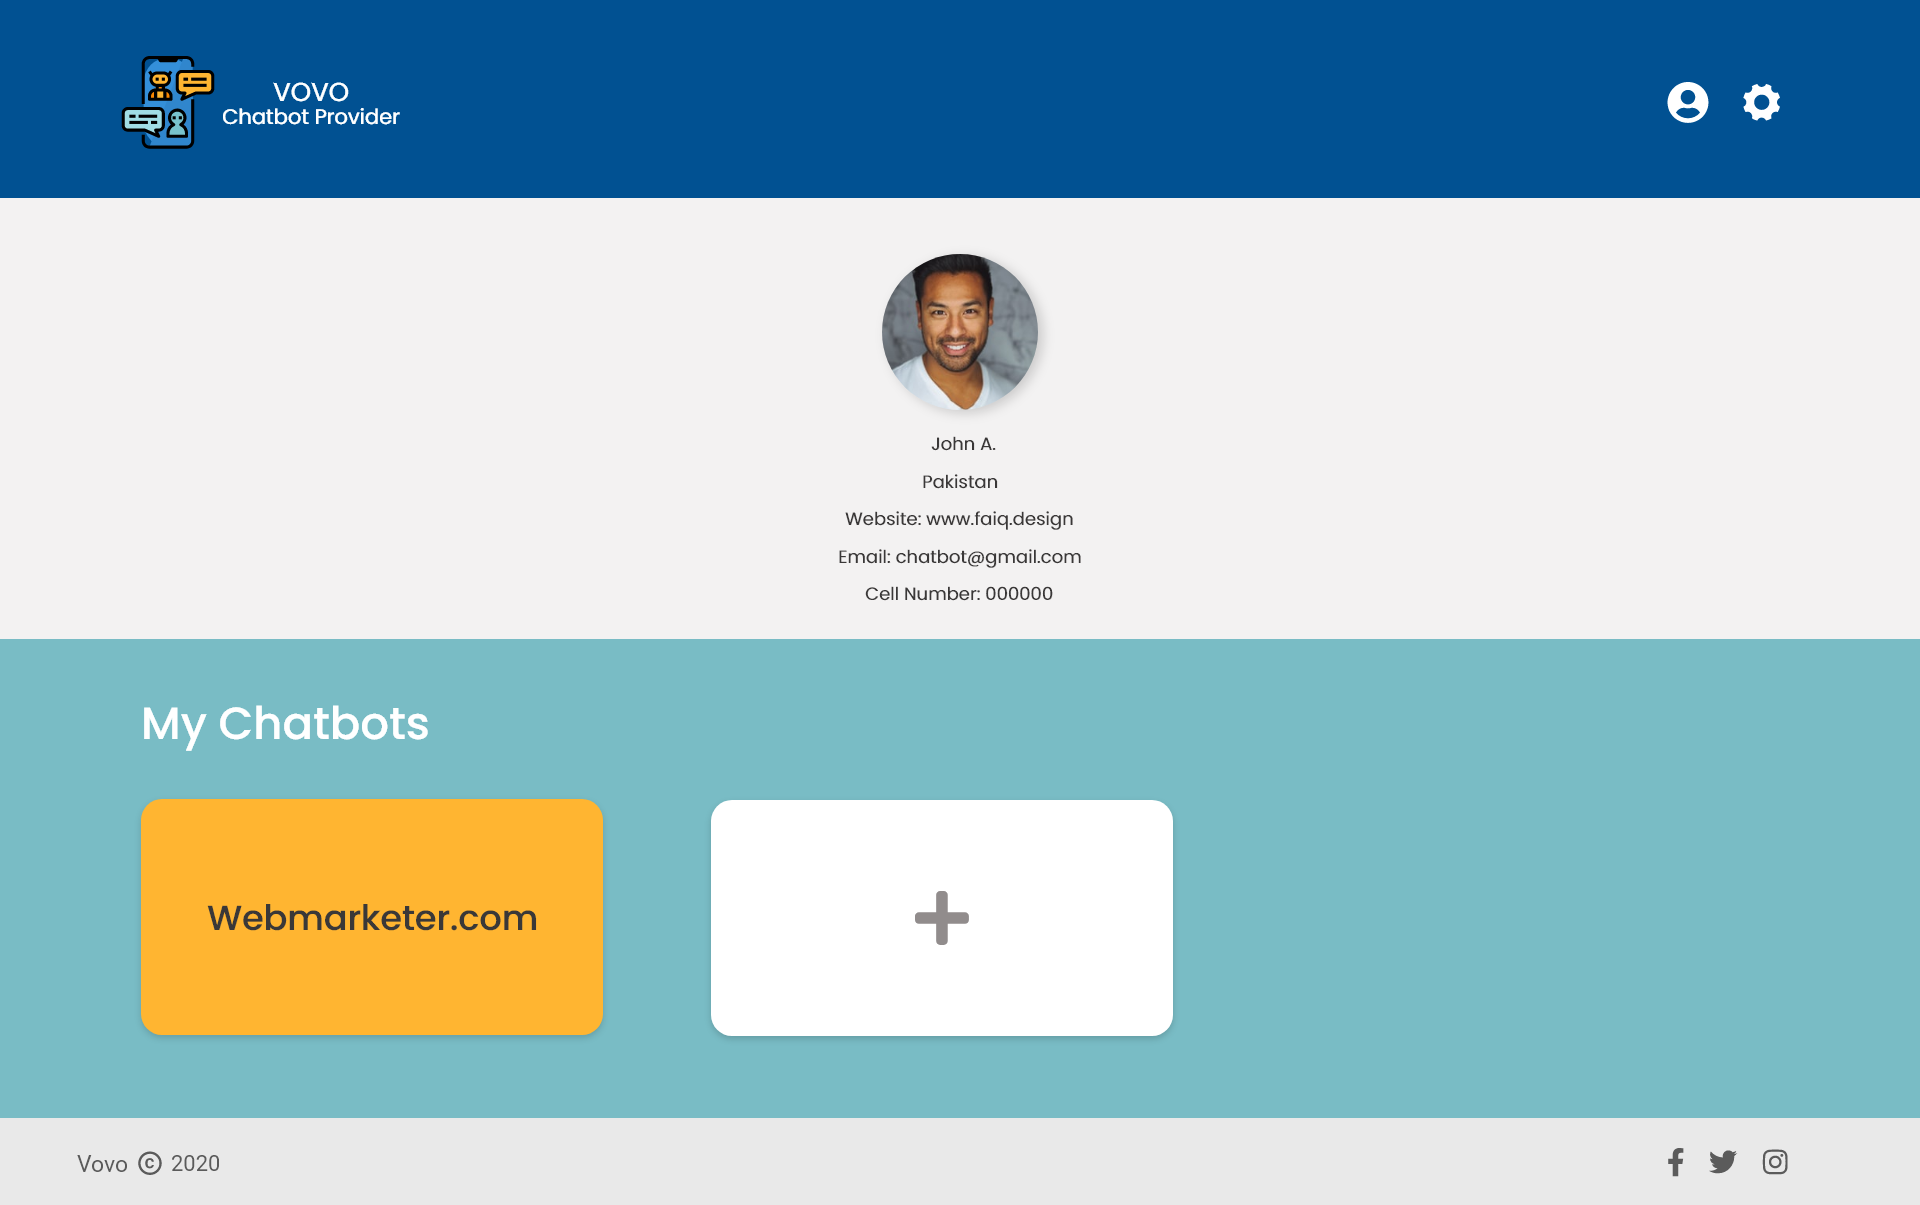 VOVO
Chatbot Provider
John A.
Pakistan
Website: www.faiq.design
Email: chatbot@gmail.com
Cell Number: 000000
My Chatbots
Webmarketer.com
Vovo © 2020